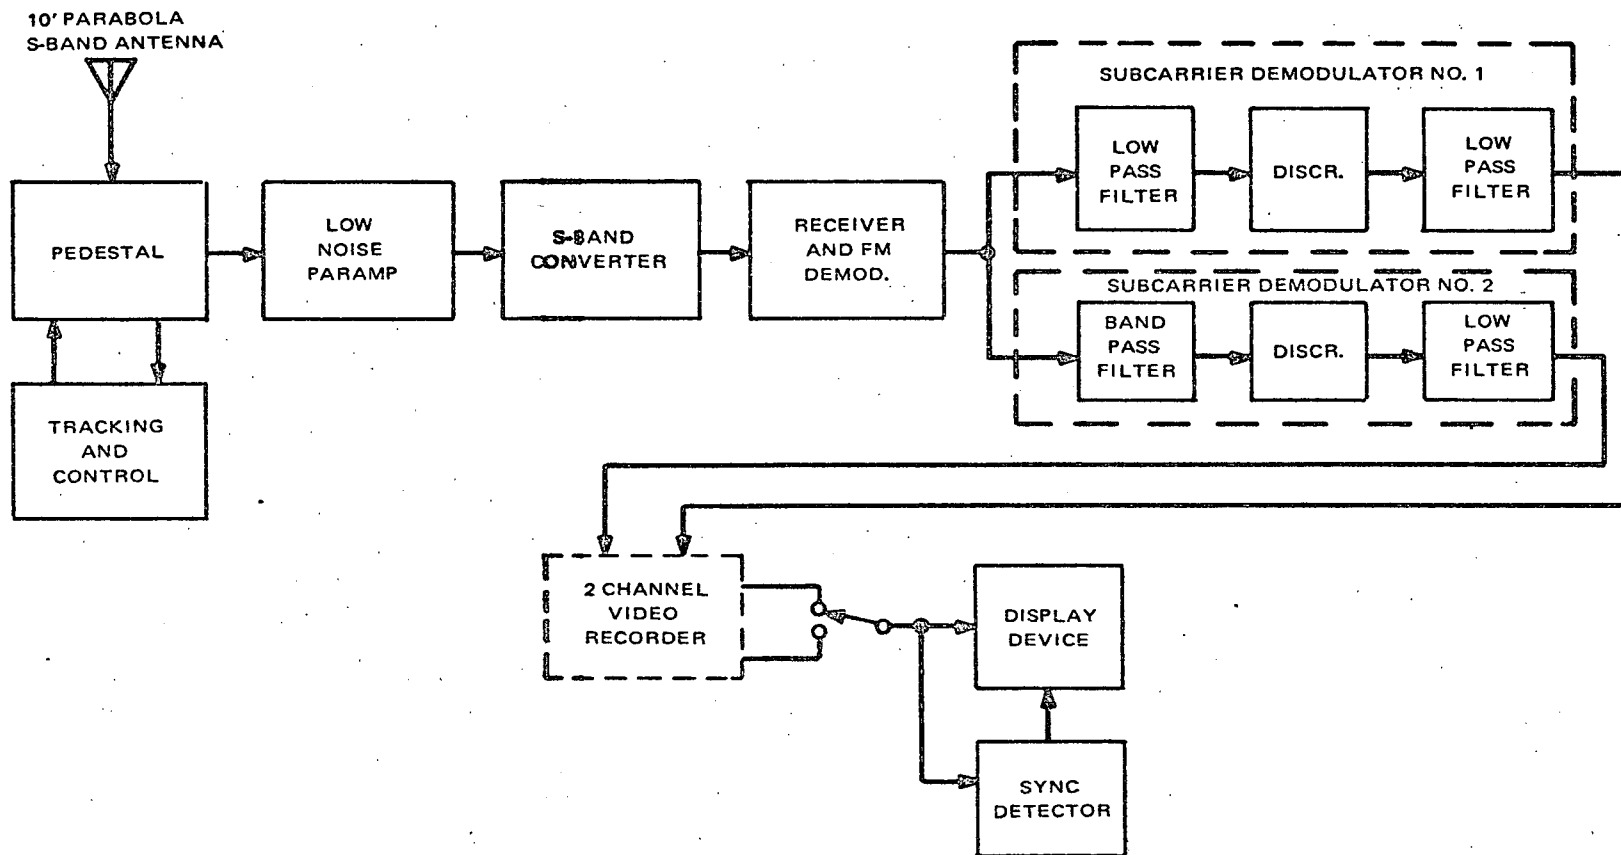 10' PARABOLA
S-BAND ANTENNA
PEDESTAL
TRACKING
AND
CONTROL
LOW
NOISE
PARAMP
S-BAND
CONVERTER
RECEIVER
AND FM
DEMOD.
SUBCARRIER DEMODULATOR NO. 1
LOW
PASS
FILTER
DISCR.
LOW
PASS
FILTER
SUBCARRIER DEMODULATOR NO. 2
BAND
PASS
FILTER
DISCR.
LOW
PASS
FILTER
2 CHANNEL
VIDEO
RECORDER
DISPLAY
DEVICE
SYNC
DETECTOR